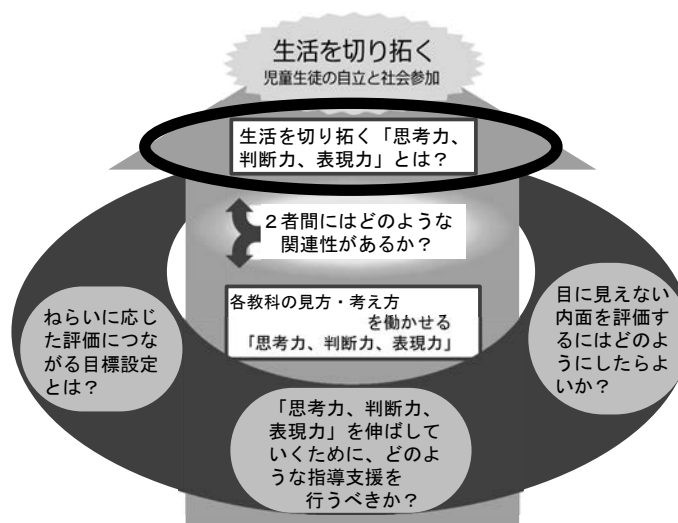 生活を切り拓く
児童生徒の自立と社会参加
生活を切り拓く「思考力、
判断力、表現力」とは？
２者間にはどのような
関連性があるか？
各教科の見方・考え方
を働かせる
「思考力、判断力、表現力」
ねらいに応じ
た評価につな
がる目標設定
とは？
目に見えない
内面を評価す
るにはどのよ
うにしたらよ
いか？
「思考力、判断力、
表現力」を伸ばして
いくために、どのよ
うな指導支援を
行うべきか？